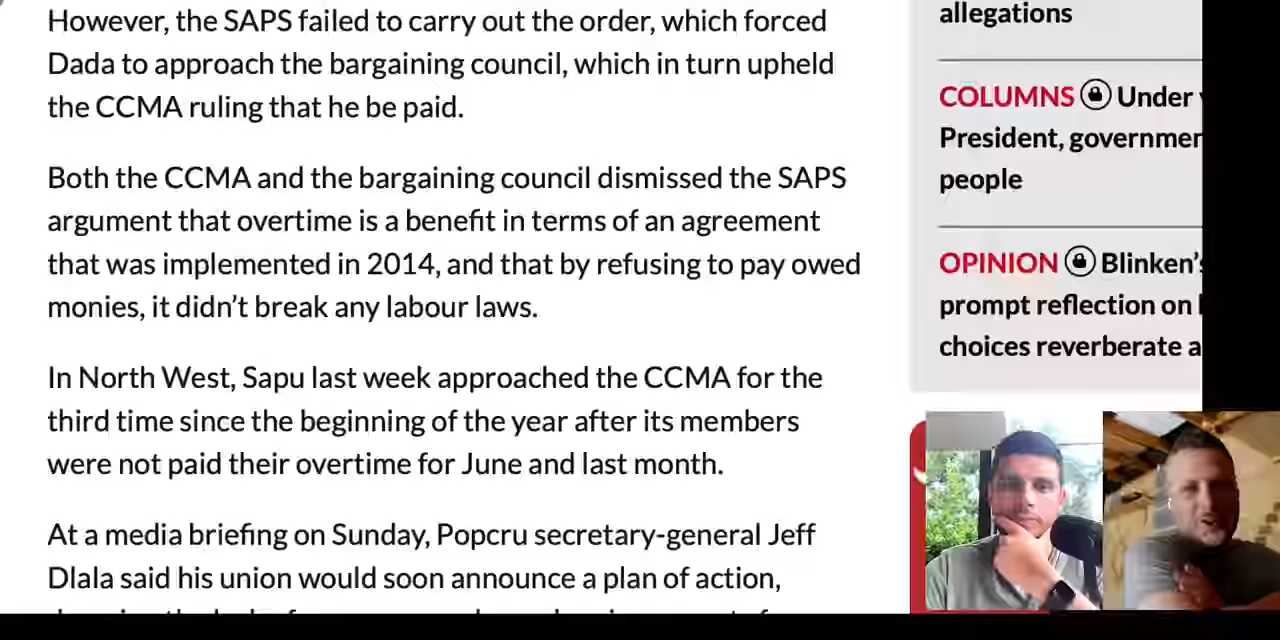 However, the SAPS failed to carry out the order, which forced
Dada to approach the bargaining council, which in turn upheld
the CCMA ruling that he be paid.
Both the CCMA and the bargaining council dismissed the SAPS
argument that overtime is a benefit in terms of an agreement
that was implemented in 2014, and that by refusing to pay owed
monies, it didn’t break any labour laws.
In North West, Sapu last week approached the CCMA for the
third time since the beginning of the year after its members
were not paid their overtime for June and last month.
At a media briefing on Sunday, Popcru secretary-general Jeff
Dlala said his union would soon announce a plan of action,
allegations
COLUMNS Under
President, governmen
people
OPINION Blinken’s
prompt reflection on
choices reverberate a